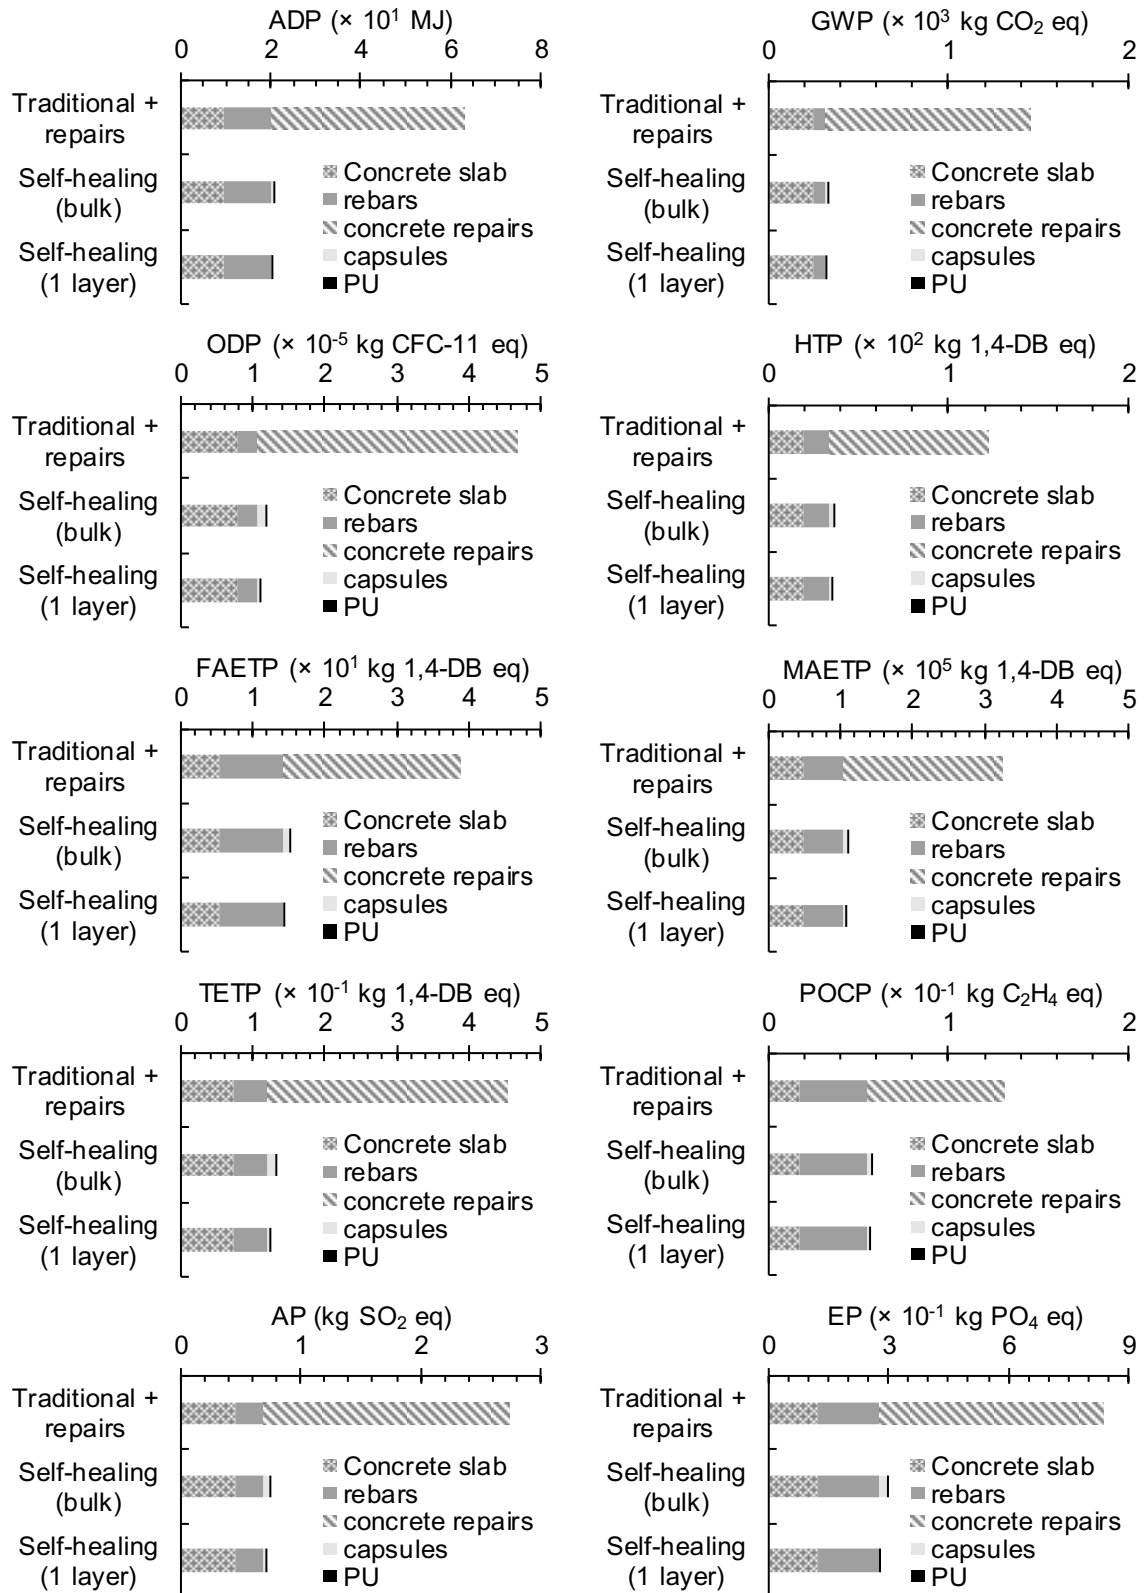 ADP (× 10¹ MJ)
0 2 4 6 8
Traditional +
repairs
Self-healing
(bulk)
Self-healing
(1 layer)
Concrete slab
rebars
concrete repairs
capsules
PU
GWP (× 10³ kg CO₂ eq)
0 1 2
Traditional +
repairs
Self-healing
(bulk)
Self-healing
(1 layer)
Concrete slab
rebars
concrete repairs
capsules
PU
ODP (× 10⁻⁵ kg CFC-11 eq)
0 1 2 3 4 5
Traditional +
repairs
Self-healing
(bulk)
Self-healing
(1 layer)
Concrete slab
rebars
concrete repairs
capsules
PU
HTP (× 10² kg 1,4-DB eq)
0 1 2
Traditional +
repairs
Self-healing
(bulk)
Self-healing
(1 layer)
Concrete slab
rebars
concrete repairs
capsules
PU
FAETP (× 10¹ kg 1,4-DB eq)
0 1 2 3 4 5
Traditional +
repairs
Self-healing
(bulk)
Self-healing
(1 layer)
Concrete slab
rebars
concrete repairs
capsules
PU
MAETP (× 10⁵ kg 1,4-DB eq)
0 1 2 3 4 5
Traditional +
repairs
Self-healing
(bulk)
Self-healing
(1 layer)
Concrete slab
rebars
concrete repairs
capsules
PU
TETP (× 10⁻¹ kg 1,4-DB eq)
0 1 2 3 4 5
Traditional +
repairs
Self-healing
(bulk)
Self-healing
(1 layer)
Concrete slab
rebars
concrete repairs
capsules
PU
POCP (× 10⁻¹ kg C₂H₄ eq)
0 1 2
Traditional +
repairs
Self-healing
(bulk)
Self-healing
(1 layer)
Concrete slab
rebars
concrete repairs
capsules
PU
AP (kg SO₂ eq)
0 1 2 3
Traditional +
repairs
Self-healing
(bulk)
Self-healing
(1 layer)
Concrete slab
rebars
concrete repairs
capsules
PU
EP (× 10⁻¹ kg PO₄ eq)
0 3 6 9
Traditional +
repairs
Self-healing
(bulk)
Self-healing
(1 layer)
Concrete slab
rebars
concrete repairs
capsules
PU